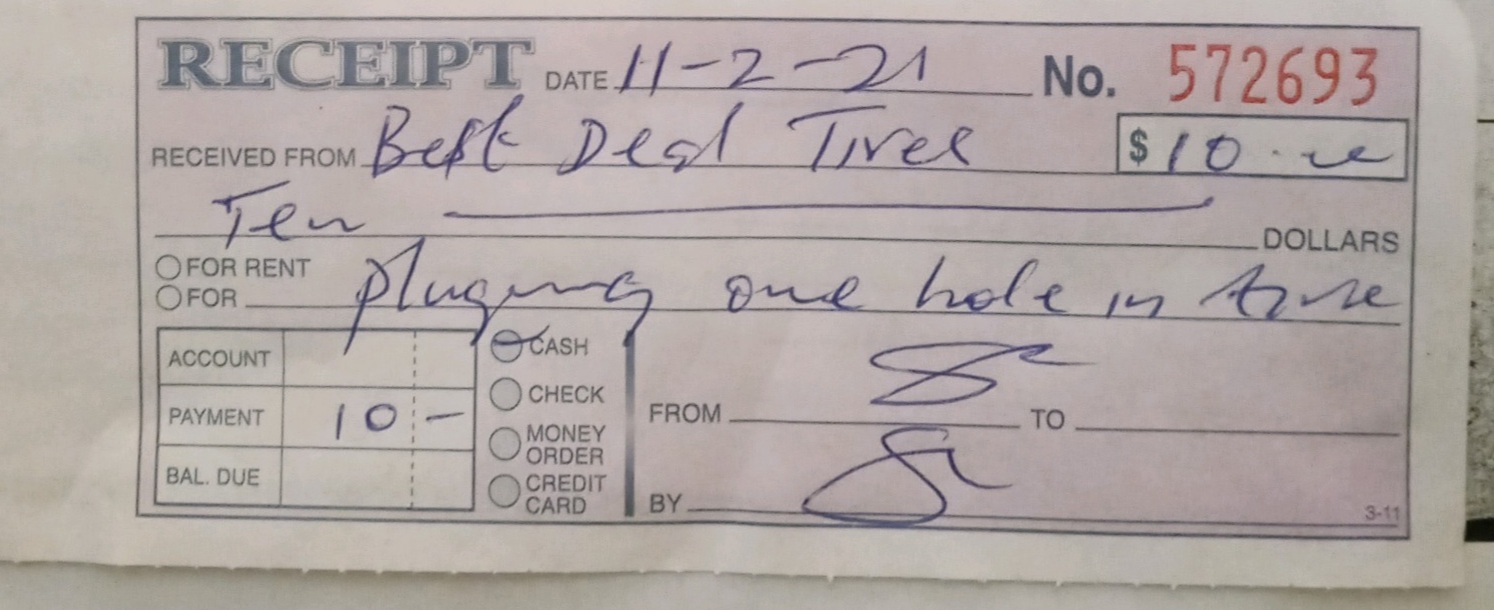 RECEIPT DATE 11-2-21 No. 572693
RECEIVED FROM Best Deal Tires $ 10.00
Ten DOLLARS
FOR RENT
FOR pluging one hole in tire
ACCOUNT
PAYMENT 10 -
BAL. DUE
CASH
CHECK
MONEY ORDER
CREDIT CARD
FROM TO
BY
3-11